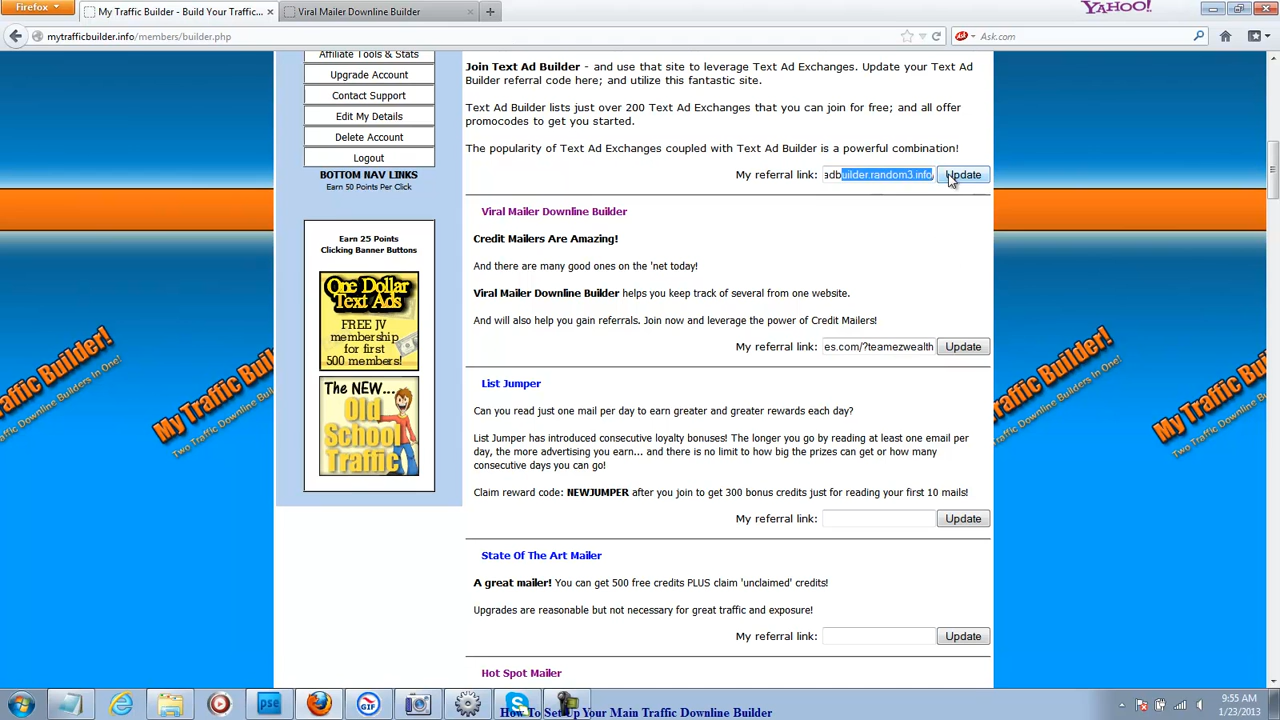 Firefox
My Traffic Builder - Build Your Traffic...
Viral Mailer Downline Builder
YAHOO!
mytrafficbuilder.info/members/builder.php
Ask.com
Affiliate Tools & Stats
Upgrade Account
Contact Support
Edit My Details
Delete Account
Logout
BOTTOM NAV LINKS
Earn 50 Points Per Click
Earn 25 Points
Clicking Banner Buttons
One Dollar
Text Ads
FREE JV
membership
for first
500 members!
The NEW...
Old
School
Traffic
Join Text Ad Builder - and use that site to leverage Text Ad Exchanges. Update your Text Ad
Builder referral code here; and utilize this fantastic site.
Text Ad Builder lists just over 200 Text Ad Exchanges that you can join for free; and all offer
promocodes to get you started.
The popularity of Text Ad Exchanges coupled with Text Ad Builder is a powerful combination!
My referral link: adbuilder.random3.info/ Update
Viral Mailer Downline Builder
Credit Mailers Are Amazing!
And there are many good ones on the 'net today!
Viral Mailer Downline Builder helps you keep track of several from one website.
And will also help you gain referrals. Join now and leverage the power of Credit Mailers!
My referral link: es.com/?teamezwealth Update
List Jumper
Can you read just one mail per day to earn greater and greater rewards each day?
List Jumper has introduced consecutive loyalty bonuses! The longer you go by reading at least one email per
day, the more advertising you earn... and there is no limit to how big the prizes can get or how many
consecutive days you can go!
Claim reward code: NEWJUMPER after you join to get 300 bonus credits just for reading your first 10 mails!
My referral link: Update
State Of The Art Mailer
A great mailer! You can get 500 free credits PLUS claim 'unclaimed' credits!
Upgrades are reasonable but not necessary for great traffic and exposure!
My referral link: Update
Hot Spot Mailer
My Traffic Builder!
Two Traffic Downline Builders In One!
My Traffic Builder!
Two Traffic Downline Builders In One!
pse
GIF
How To Set Up Your Main Traffic Downline Builder
9:55 AM
1/23/2013